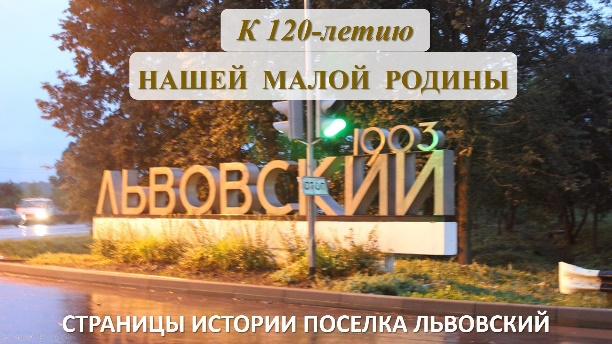 К 120-летию
НАШЕЙ МАЛОЙ РОДИНЫ
1903
ЛЬВОВСКИЙ
СТРАНИЦЫ ИСТОРИИ ПОСЕЛКА ЛЬВОВСКИЙ